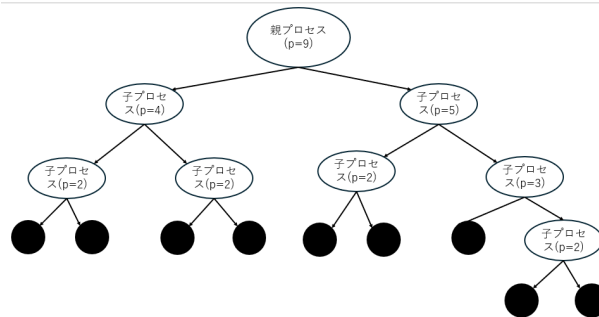 親プロセス
(p=9)
子プロセ
ス(p=4)
子プロセ
ス(p=5)
子プロセ
ス(p=2)
子プロセ
ス(p=2)
子プロセ
ス(p=2)
子プロセ
ス(p=3)
子プロセ
ス(p=2)